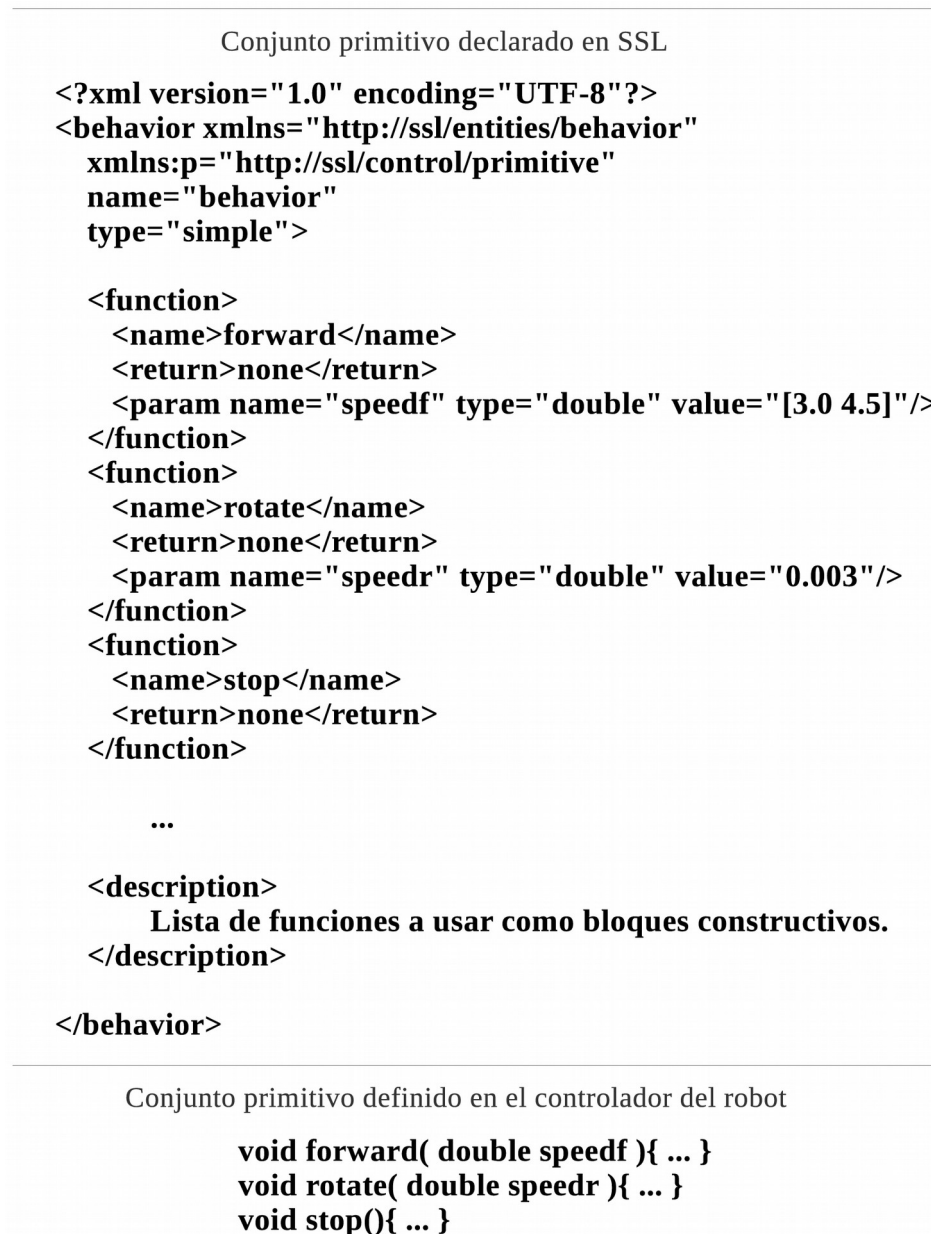 Conjunto primitivo declarado en SSL
<?xml version="1.0" encoding="UTF-8"?>
<behavior xmlns="http://ssl/entities/behavior"
xmlns:p="http://ssl/control/primitive"
name="behavior"
type="simple">
<function>
<name>forward</name>
<return>none</return>
<param name="speedf" type="double" value="[3.0 4.5]"/>
</function>
<function>
<name>rotate</name>
<return>none</return>
<param name="speedr" type="double" value="0.003"/>
</function>
<function>
<name>stop</name>
<return>none</return>
</function>
...
<description>
Lista de funciones a usar como bloques constructivos.
</description>
</behavior>
Conjunto primitivo definido en el controlador del robot
void forward( double speedf ){ ... }
void rotate( double speedr ){ ... }
void stop(){ ... }